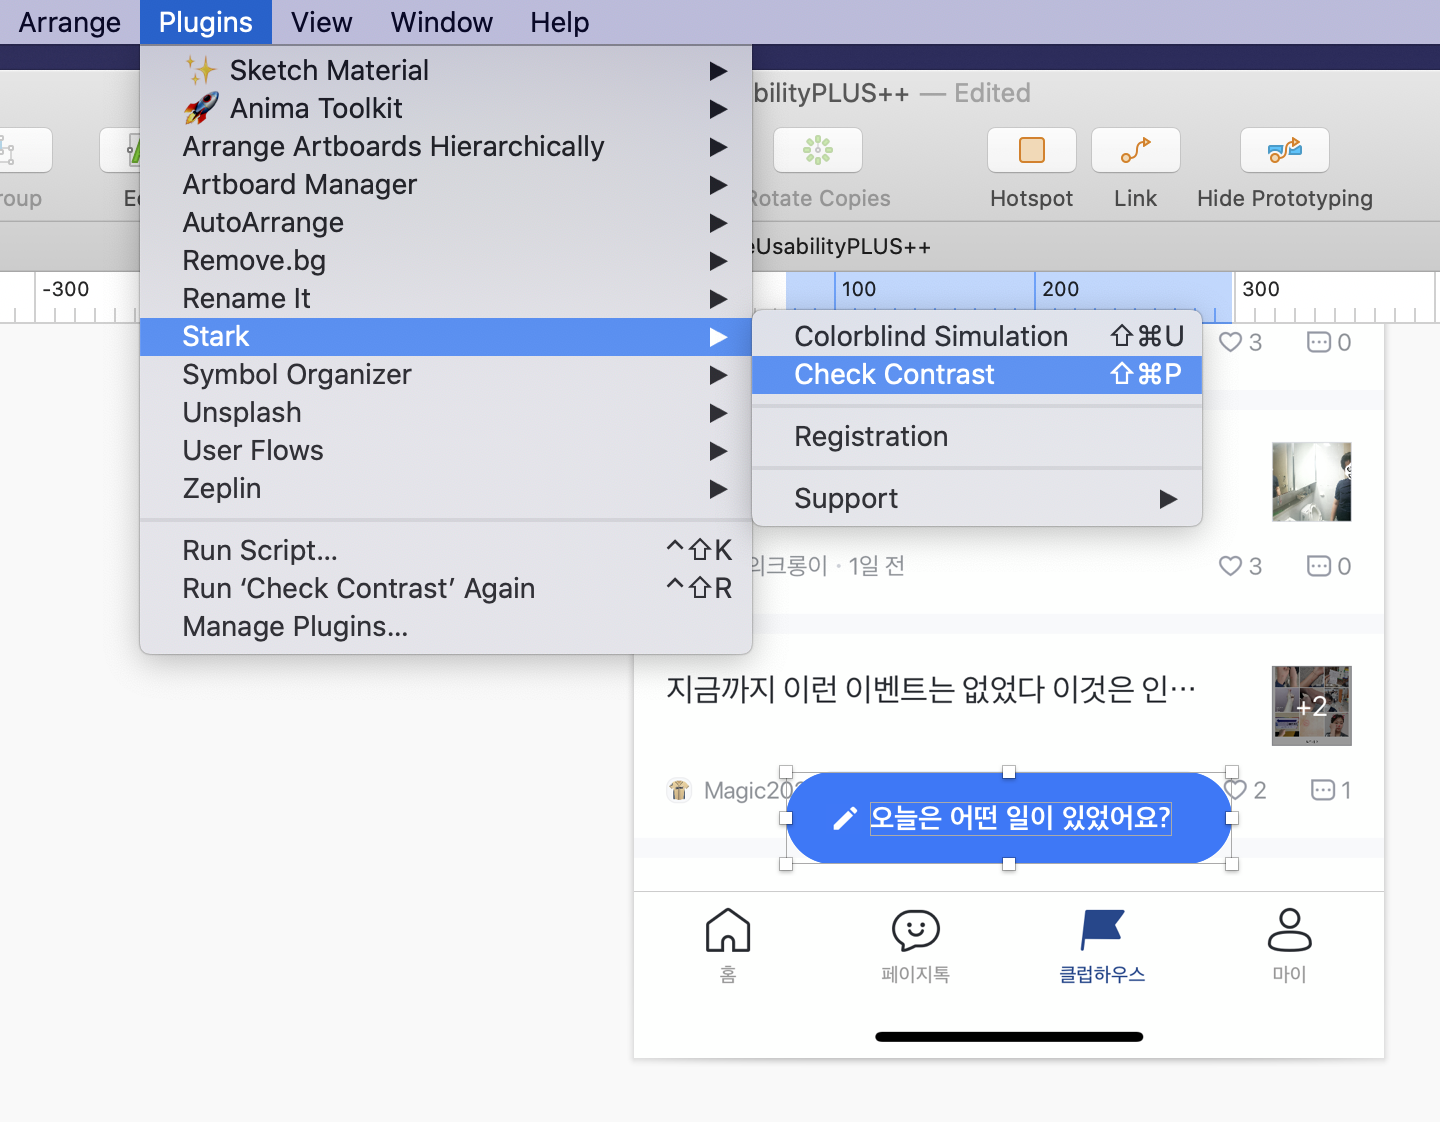 Arrange Plugins View Window Help
✨ Sketch Material ▶
🚀 Anima Toolkit ▶
Arrange Artboards Hierarchically ▶
Artboard Manager ▶
AutoArrange ▶
Remove.bg ▶
Rename It ▶
Stark ▶
Symbol Organizer ▶
Unsplash ▶
User Flows ▶
Zeplin ▶
Run Script... ⌃⇧K
Run ‘Check Contrast’ Again ⌃⇧R
Manage Plugins...
Colorblind Simulation ⇧⌘U
Check Contrast ⇧⌘P
Registration
Support ▶
bilityPLUS++ — Edited
roup
Rotate Copies
Hotspot
Link
Hide Prototyping
eUsabilityPLUS++
-300 100 200 300
3 0
의크롱이 · 1일 전 3 0
지금까지 이런 이벤트는 없었다 이것은 인…
+2
Magic20 2 1
오늘은 어떤 일이 있었어요?
홈 페이지톡 클럽하우스 마이